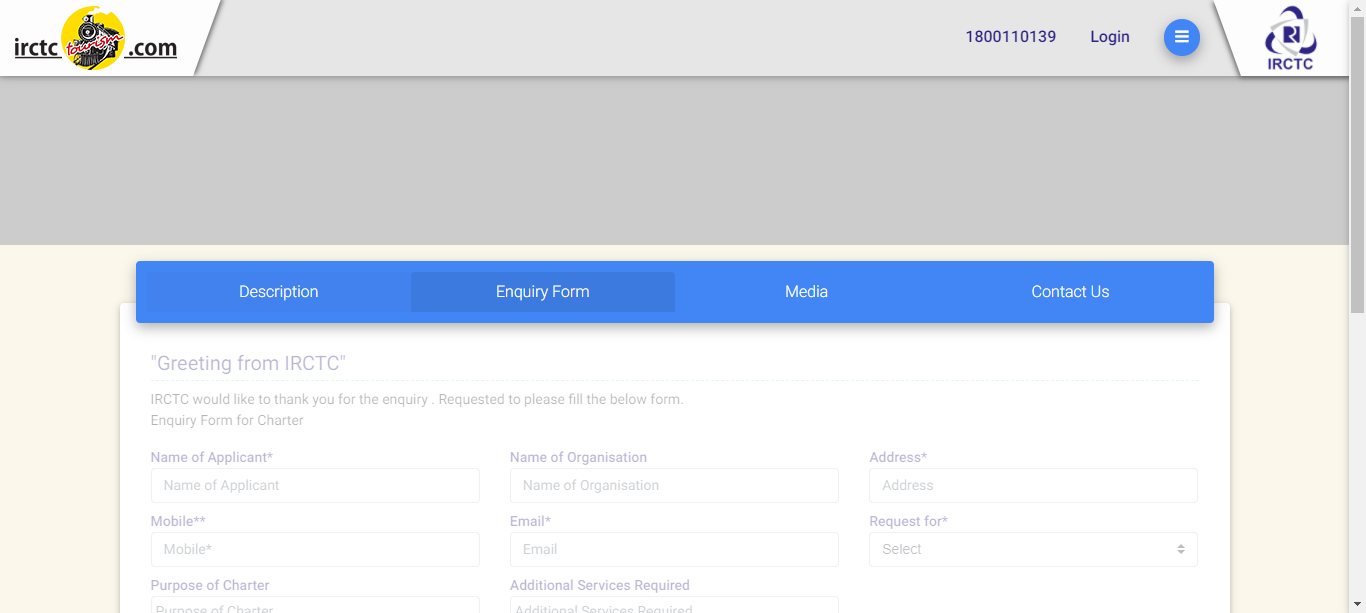 irctc tourism .com
1800110139 Login
IRCTC
Description Enquiry Form Media Contact Us
"Greeting from IRCTC"
IRCTC would like to thank you for the enquiry . Requested to please fill the below form.
Enquiry Form for Charter
Name of Applicant* Name of Organisation Address*
Name of Applicant Name of Organisation Address
Mobile** Email* Request for*
Mobile* Email Select
Purpose of Charter Additional Services Required
Purpose of Charter Additional Services Required